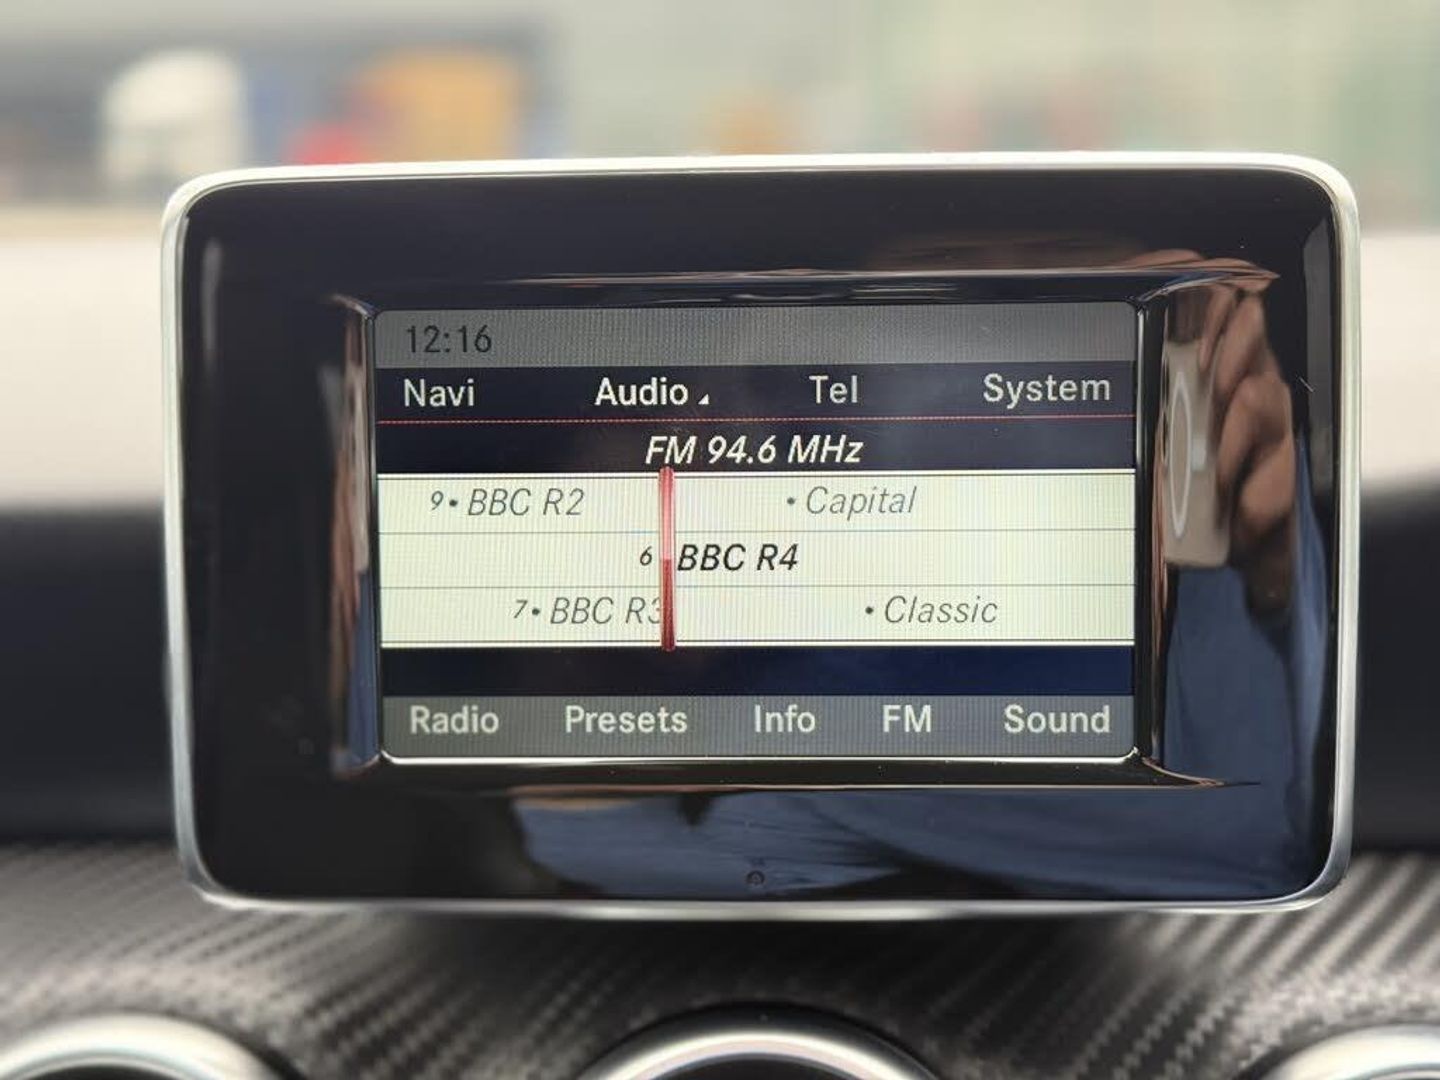 12:16
Navi Audio Tel System
FM 94.6 MHz
9• BBC R2 • Capital
6 BBC R4
7• BBC R3 • Classic
Radio Presets Info FM Sound